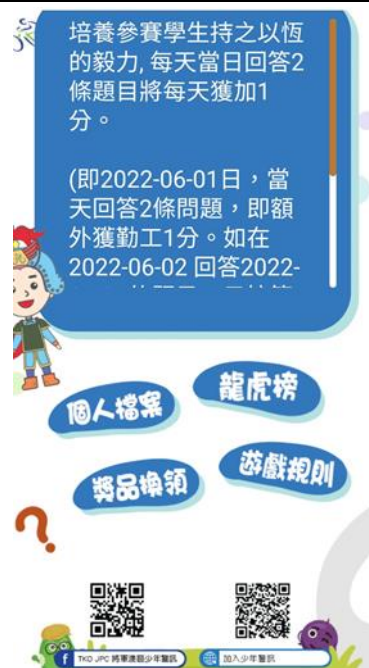 培養參賽學生持之以恆
的毅力, 每天當日回答2
條題目將每天獲加1
分。
(即2022-06-01日，當
天回答2條問題，即額
外獲勤工1分。如在
2022-06-02 回答2022-
個人檔案
龍虎榜
獎品換領
遊戲規則
?
TKO JPC 將軍澳區少年警訊
加入少年警訊